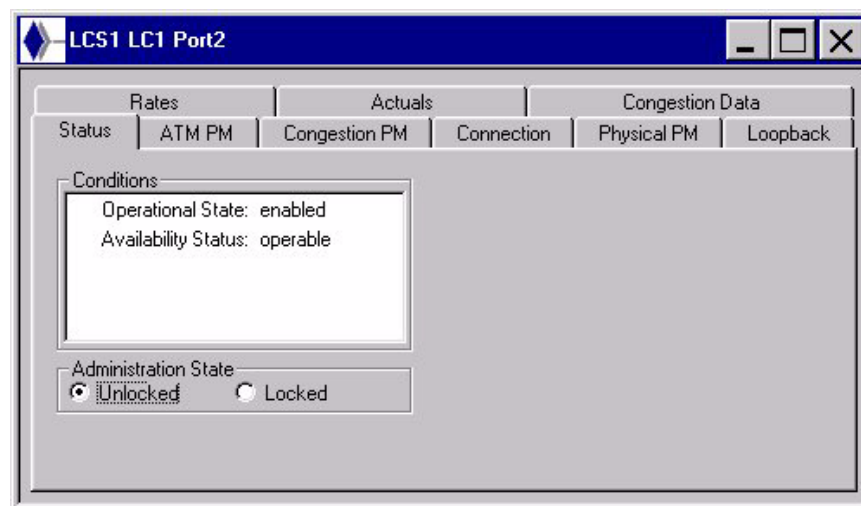 LCS1 LC1 Port2
Rates Actuals Congestion Data
Status ATM PM Congestion PM Connection Physical PM Loopback
Conditions
Operational State: enabled
Availability Status: operable
Administration State
Unlocked Locked